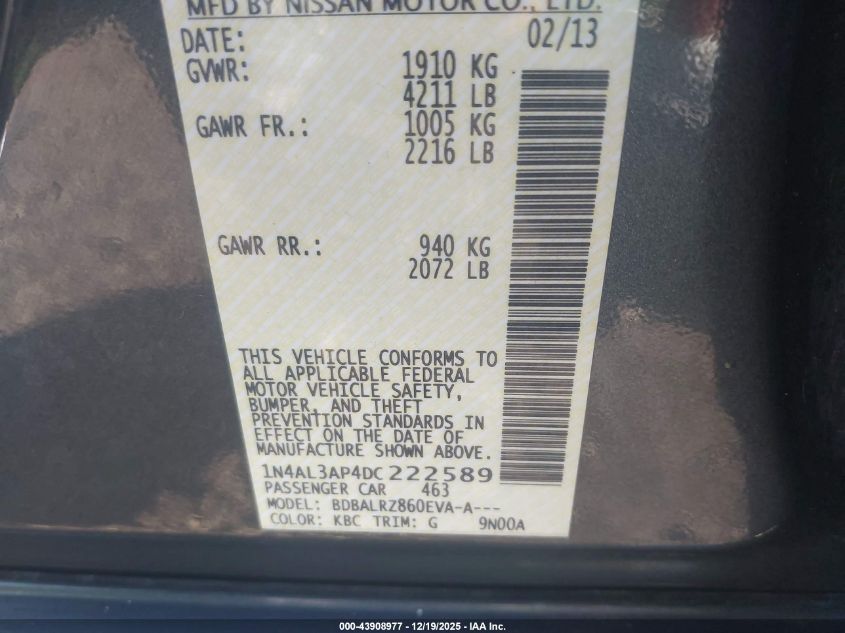 MFD BY NISSAN MOTOR CO., LTD.
DATE: 02/13
GVWR: 1910 KG
4211 LB
GAWR FR.: 1005 KG
2216 LB
GAWR RR.: 940 KG
2072 LB
THIS VEHICLE CONFORMS TO
ALL APPLICABLE FEDERAL
MOTOR VEHICLE SAFETY,
BUMPER, AND THEFT
PREVENTION STANDARDS IN
EFFECT ON THE DATE OF
MANUFACTURE SHOWN ABOVE.
1N4AL3AP4DC222589
PASSENGER CAR 463
MODEL: BDBALRZ860EVA-A---
COLOR: KBC TRIM: G 9N00A
000-43908977 - 12/19/2025 - IAA Inc.